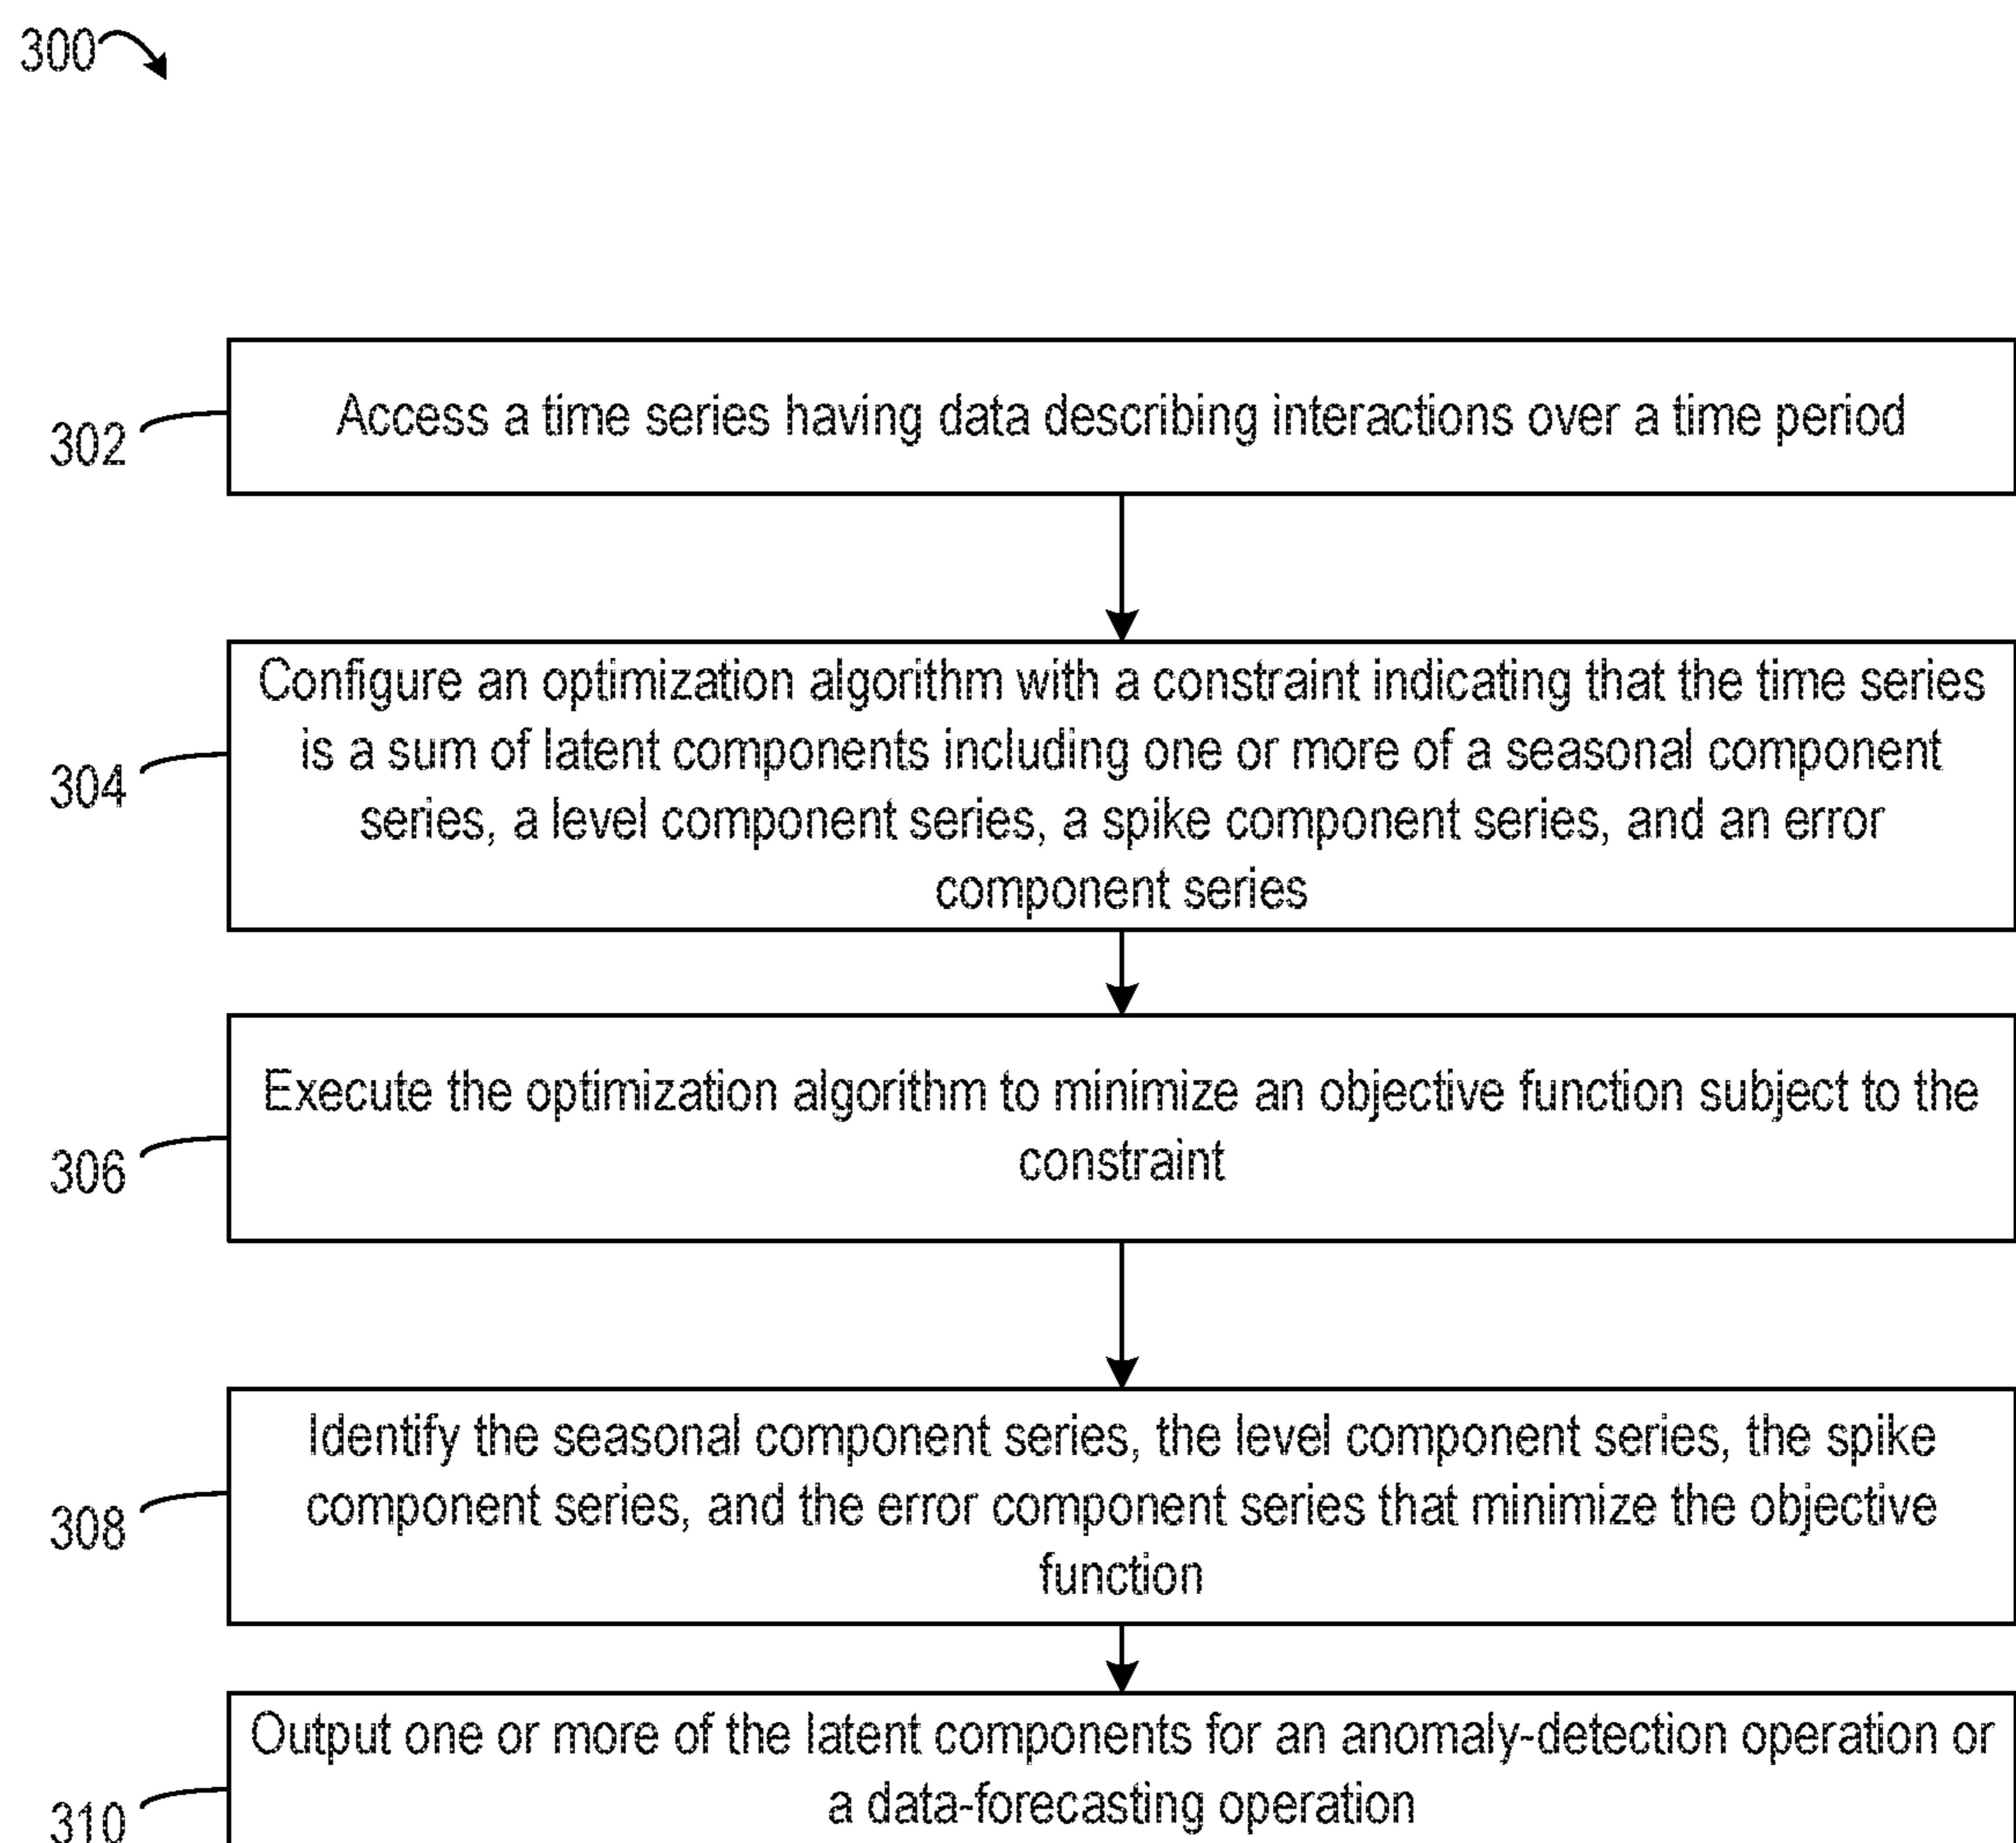 300
302
Access a time series having data describing interactions over a time period
304
Configure an optimization algorithm with a constraint indicating that the time series
is a sum of latent components including one or more of a seasonal component
series, a level component series, a spike component series, and an error
component series
306
Execute the optimization algorithm to minimize an objective function subject to the
constraint
308
Identify the seasonal component series, the level component series, the spike
component series, and the error component series that minimize the objective
function
310
Output one or more of the latent components for an anomaly-detection operation or
a data-forecasting operation